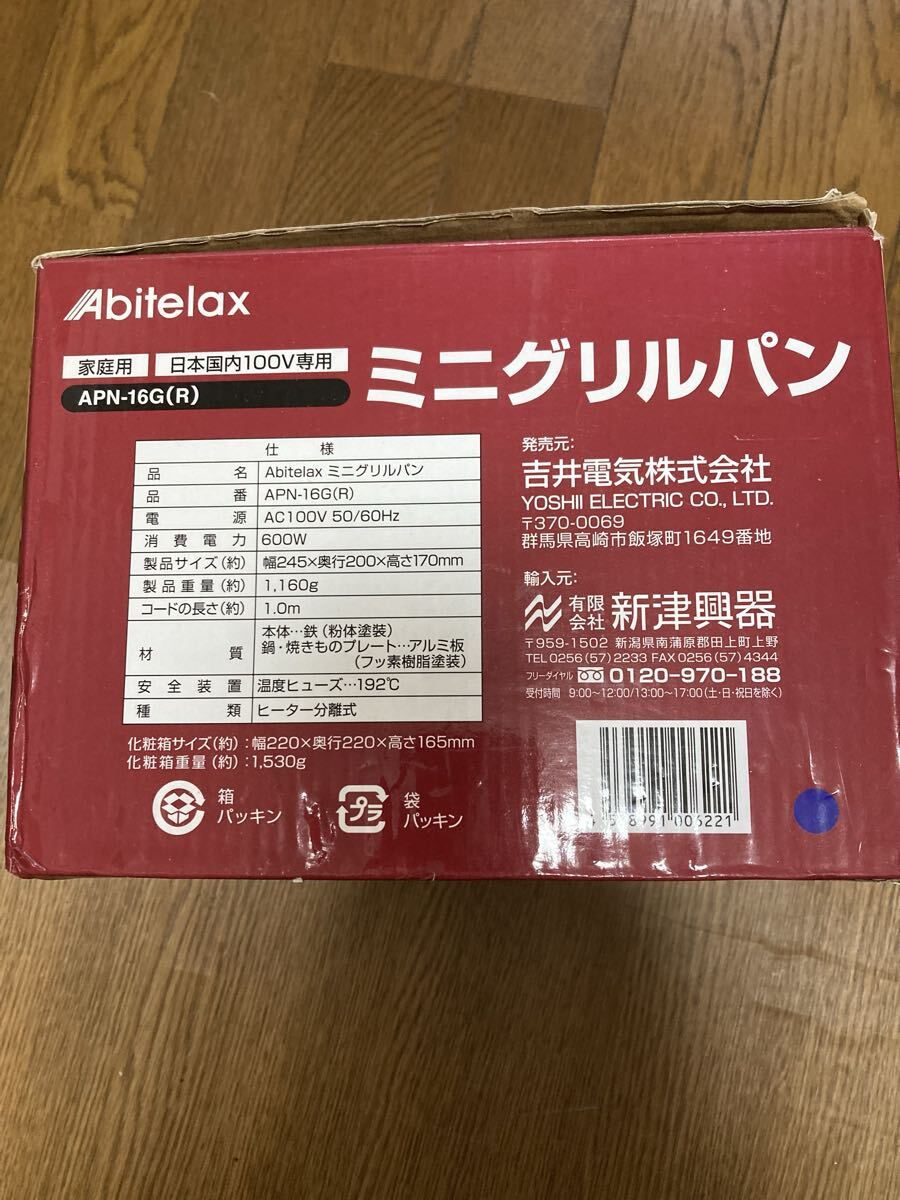 Abitelax
家庭用 日本国内100V専用
APN-16G(R)
ミニグリルパン
仕様
品名 Abitelax ミニグリルパン
品番 APN-16G(R)
電源 AC100V 50/60Hz
消費電力 600W
製品サイズ(約) 幅245×奥行200×高さ170mm
製品重量(約) 1,160g
コードの長さ(約) 1.0m
材質 本体…鉄(粉体塗装)
鍋・焼きものプレート…アルミ板
(フッ素樹脂塗装)
安全装置 温度ヒューズ…192℃
種類 ヒーター分離式
化粧箱サイズ(約):幅220×奥行220×高さ165mm
化粧箱重量(約):1,530g
箱
パッキン
プラ
袋
パッキン
発売元:
吉井電気株式会社
YOSHII ELECTRIC CO., LTD.
〒370-0069
群馬県高崎市飯塚町1649番地
輸入元:
有限会社 新津興器
〒959-1502 新潟県南蒲原郡田上町上野
TEL 0256(57)2233 FAX 0256(57)4344
フリーダイヤル 0120-970-188
受付時間 9:00〜12:00/13:00〜17:00(土・日・祝日を除く)